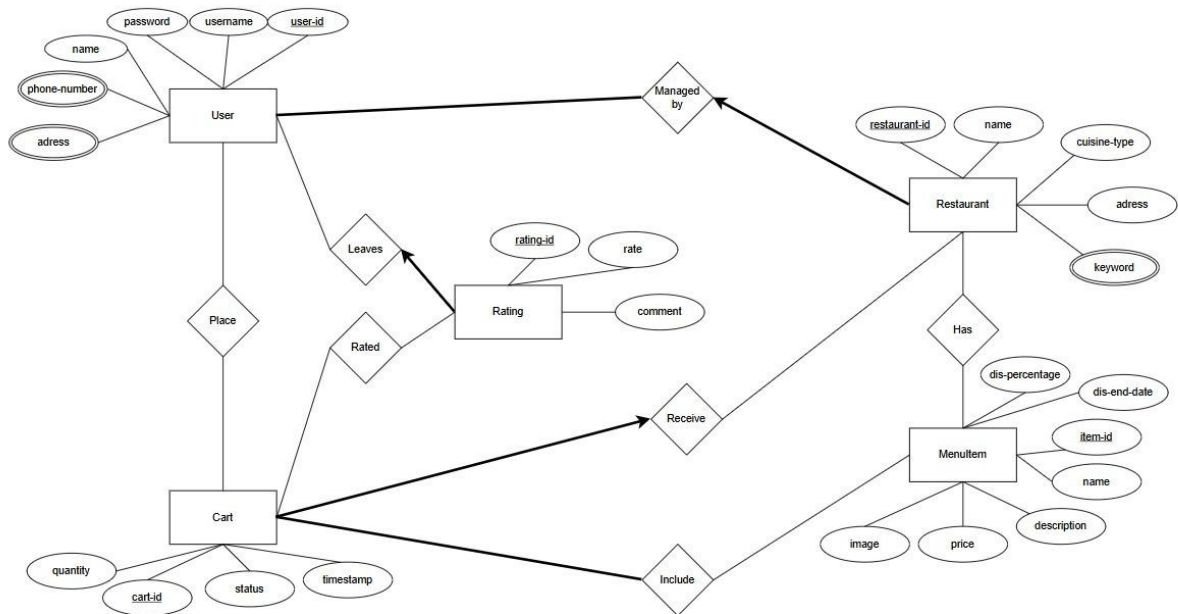 password
username
user-id
name
phone-number
adress
User
Managed
by
restaurant-id
name
cuisine-type
adress
keyword
Restaurant
Leaves
rating-id
rate
comment
Rating
Place
Rated
Has
Receive
dis-percentage
dis-end-date
item-id
name
description
price
image
MenuItem
Cart
quantity
cart-id
status
timestamp
Include